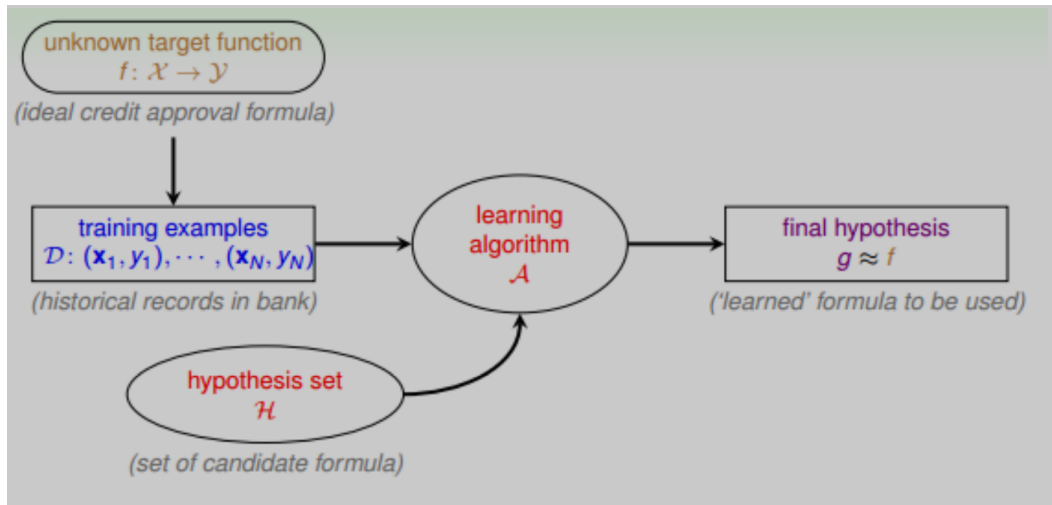 unknown target function
f: 𝒳 → 𝒴
(ideal credit approval formula)
training examples
𝒟: (𝐱₁, y₁), ⋯ , (𝐱_N, y_N)
(historical records in bank)
learning
algorithm
𝒜
final hypothesis
g ≈ f
(‘learned’ formula to be used)
hypothesis set
ℋ
(set of candidate formula)